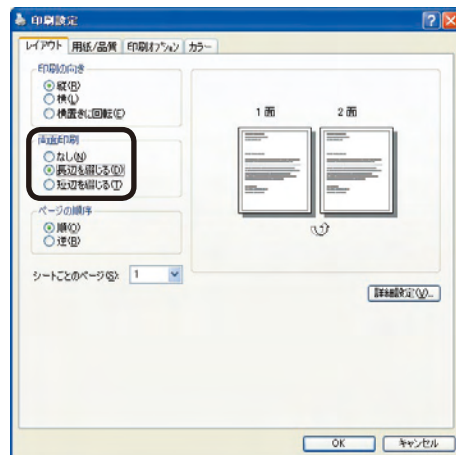 印刷設定
レイアウト 用紙/品質 印刷オプション カラー
印刷の向き
縦(R)
横(L)
横置きに回転(E)
両面印刷
なし(N)
長辺を綴じる(D)
短辺を綴じる(T)
ページの順序
順(O)
逆(B)
シートごとのページ(S): 1
1 面 2 面
詳細設定(V)...
OK キャンセル